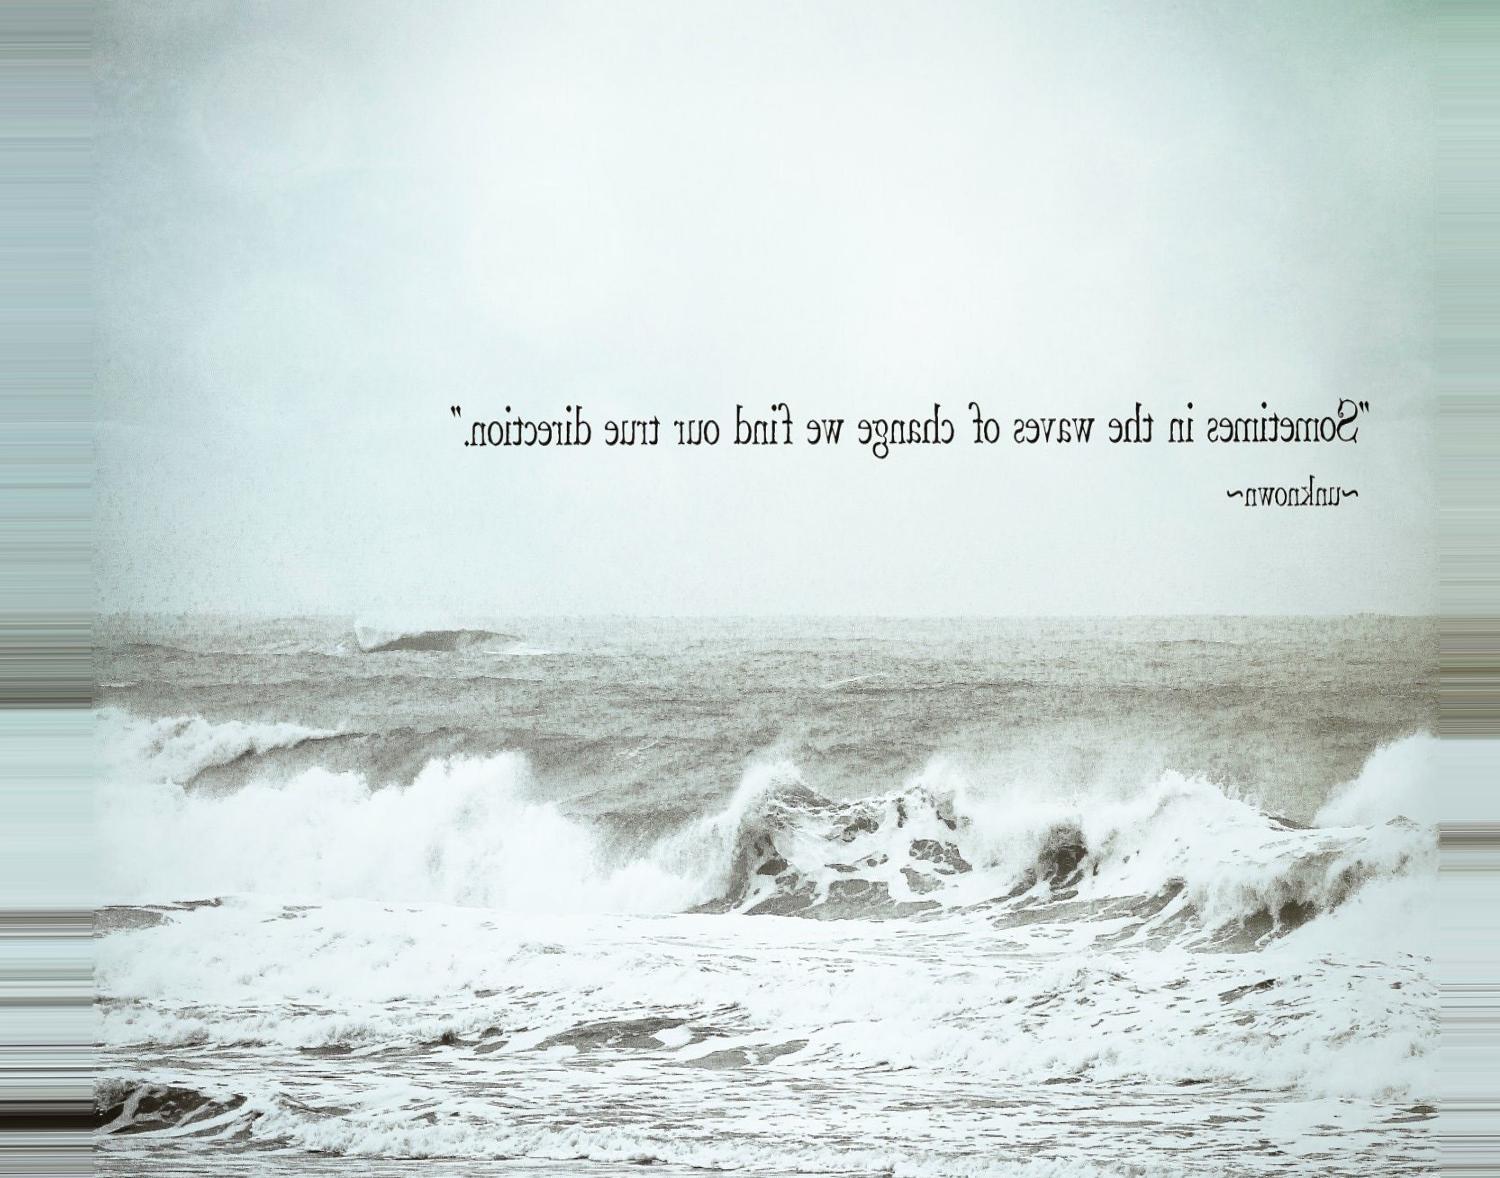 "Sometimes in the waves of change we find our true direction."
~unknown~